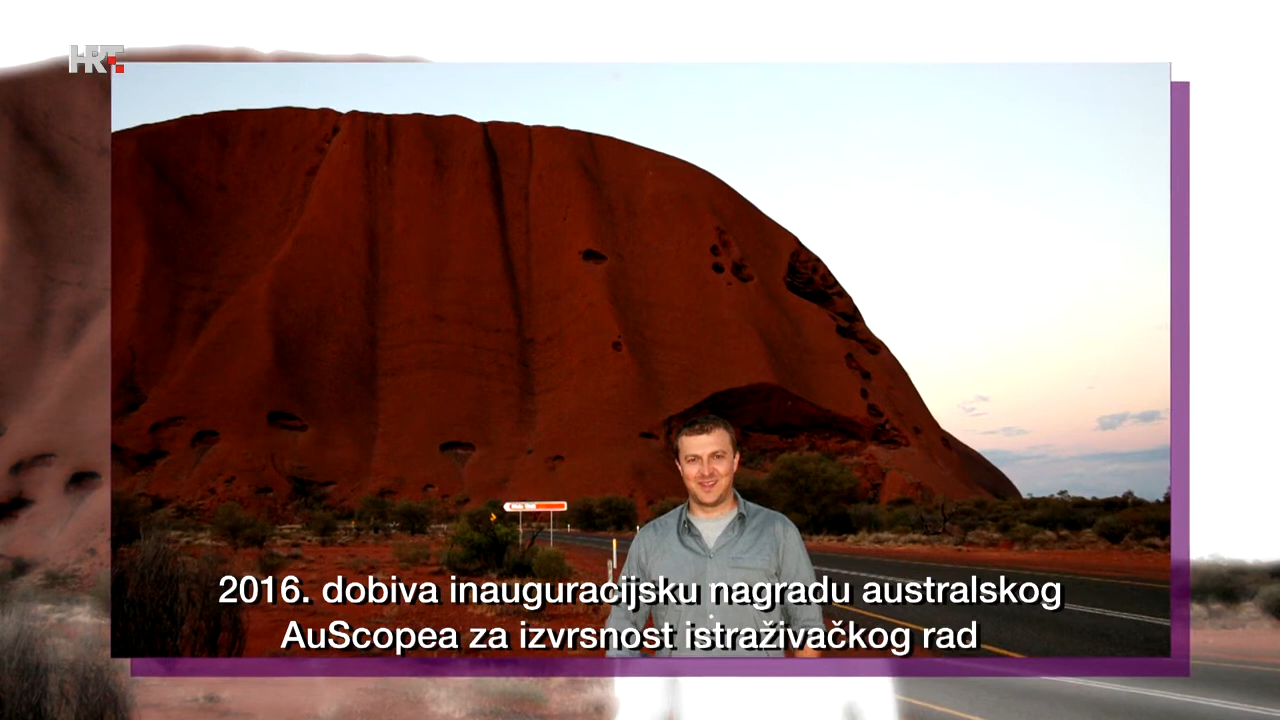 HRT
2016. dobiva inauguracijsku nagradu australskog
AuScopea za izvrsnost istraživačkog rad